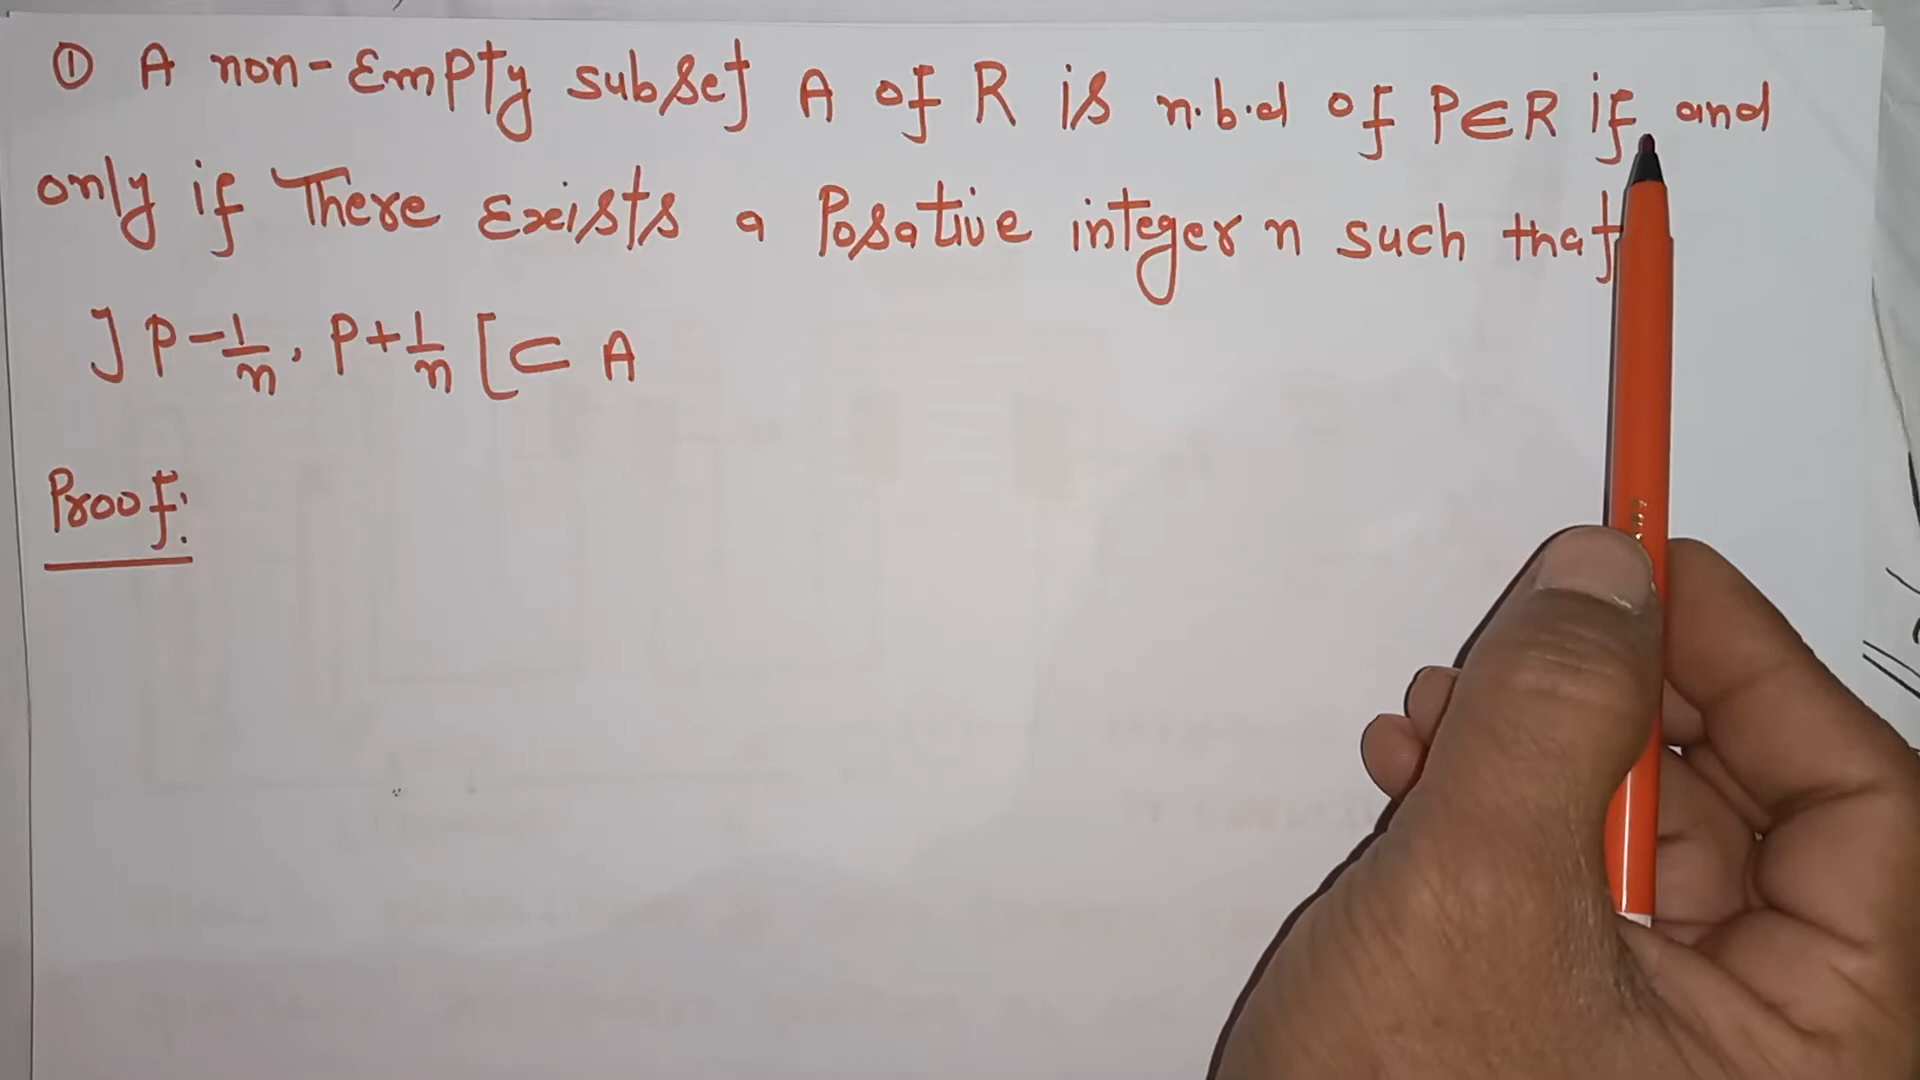 ① A non-Empty subset A of R is n.b.d of P∈R if and
only if There Exists a Posative integer n such that
]P-1/n, P+1/n[ ⊂ A
Proof: